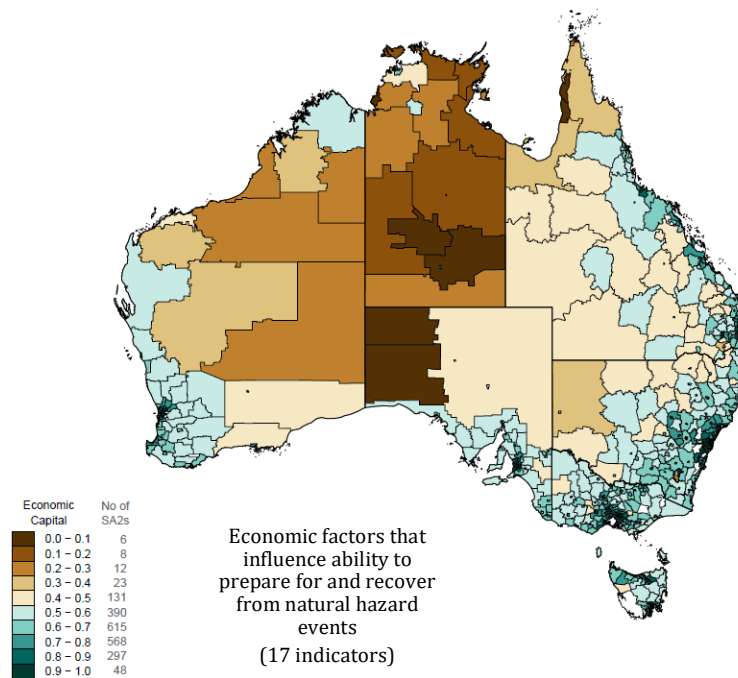 Economic Capital No of SA2s
0.0 – 0.1 6
0.1 – 0.2 8
0.2 – 0.3 12
0.3 – 0.4 23
0.4 – 0.5 131
0.5 – 0.6 390
0.6 – 0.7 615
0.7 – 0.8 568
0.8 – 0.9 297
0.9 – 1.0 48
Economic factors that
influence ability to
prepare for and recover
from natural hazard
events
(17 indicators)